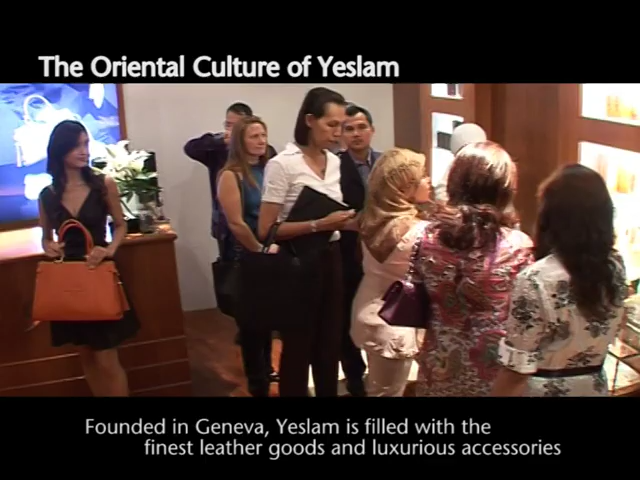 The Oriental Culture of Yeslam
Founded in Geneva, Yeslam is filled with the
finest leather goods and luxurious accessories